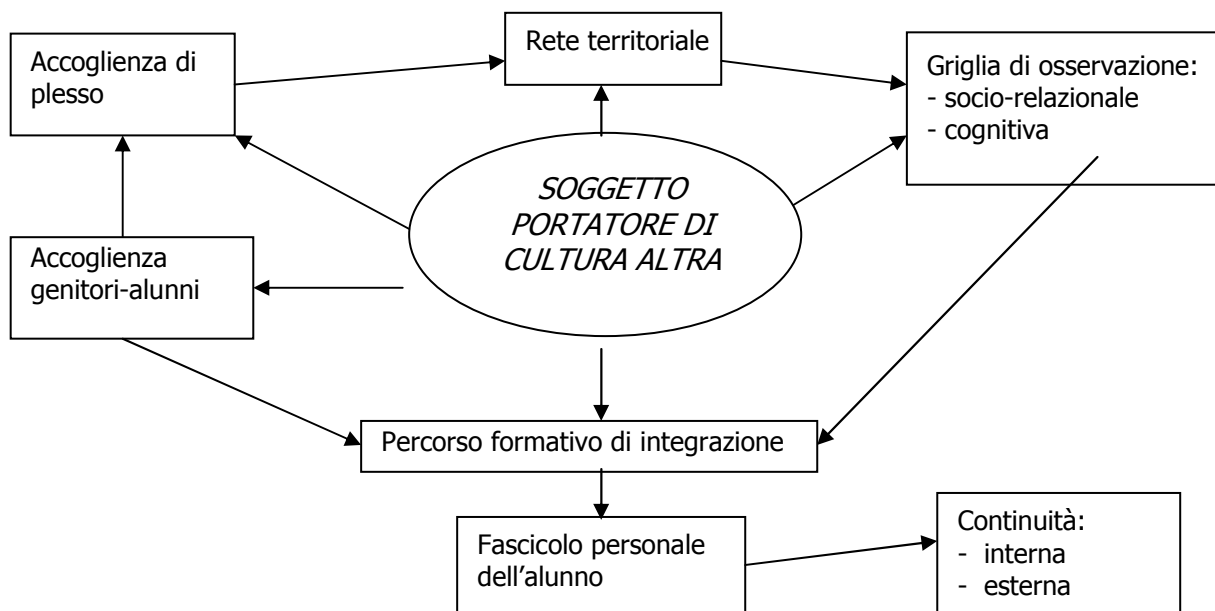 Accoglienza di
plesso
Rete territoriale
Griglia di osservazione:
- socio-relazionale
- cognitiva
SOGGETTO
PORTATORE DI
CULTURA ALTRA
Accoglienza
genitori-alunni
Percorso formativo di integrazione
Fascicolo personale
dell’alunno
Continuità:
- interna
- esterna